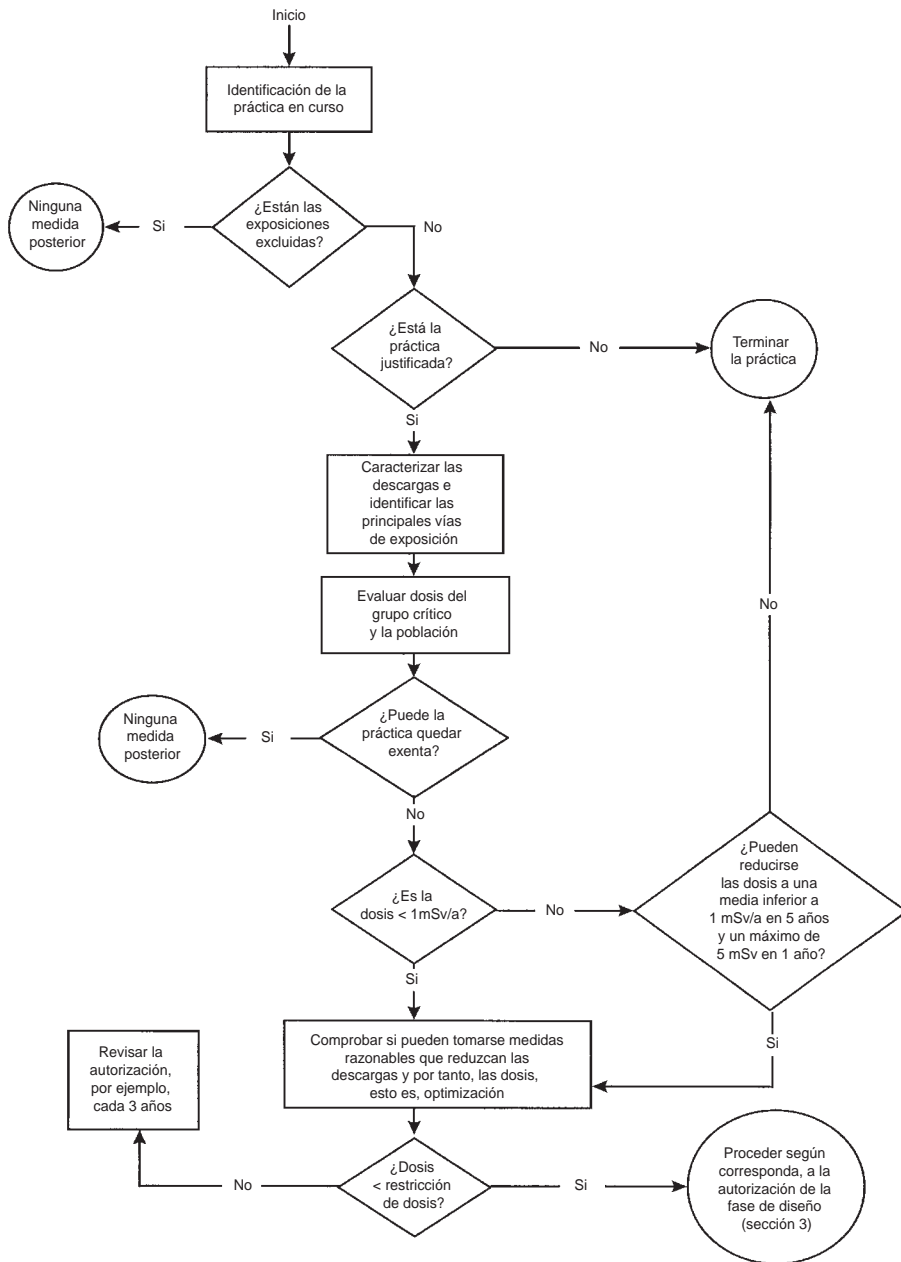 Inicio
Identificación de la
práctica en curso
¿Están las
exposiciones
excluidas?
Si
Ninguna
medida
posterior
No
¿Está la
práctica
justificada?
No
Terminar
la práctica
Si
Caracterizar las
descargas e
identificar las
principales vías
de exposición
Evaluar dosis del
grupo crítico
y la población
¿Puede la
práctica quedar
exenta?
Si
Ninguna
medida
posterior
No
No
¿Es la
dosis < 1mSv/a?
No
¿Pueden
reducirse
las dosis a una
media inferior a
1 mSv/a en 5 años
y un máximo de
5 mSv en 1 año?
Si
Si
Comprobar si pueden tomarse medidas
razonables que reduzcan las
descargas y por tanto, las dosis,
esto es, optimización
Revisar la
autorización,
por ejemplo,
cada 3 años
No
¿Dosis
< restricción
de dosis?
Si
Proceder según
corresponda, a la
autorización de la
fase de diseño
(sección 3)